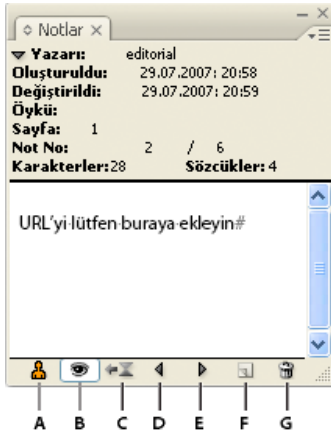 Notlar
Yazarı: editorial
Oluşturuldu: 29.07.2007; 20:58
Değiştirildi: 29.07.2007; 20:59
Öykü:
Sayfa: 1
Not No: 2 / 6
Karakterler:28 Sözcükler: 4
URL'yi lütfen buraya ekleyin#
A B C D E F G